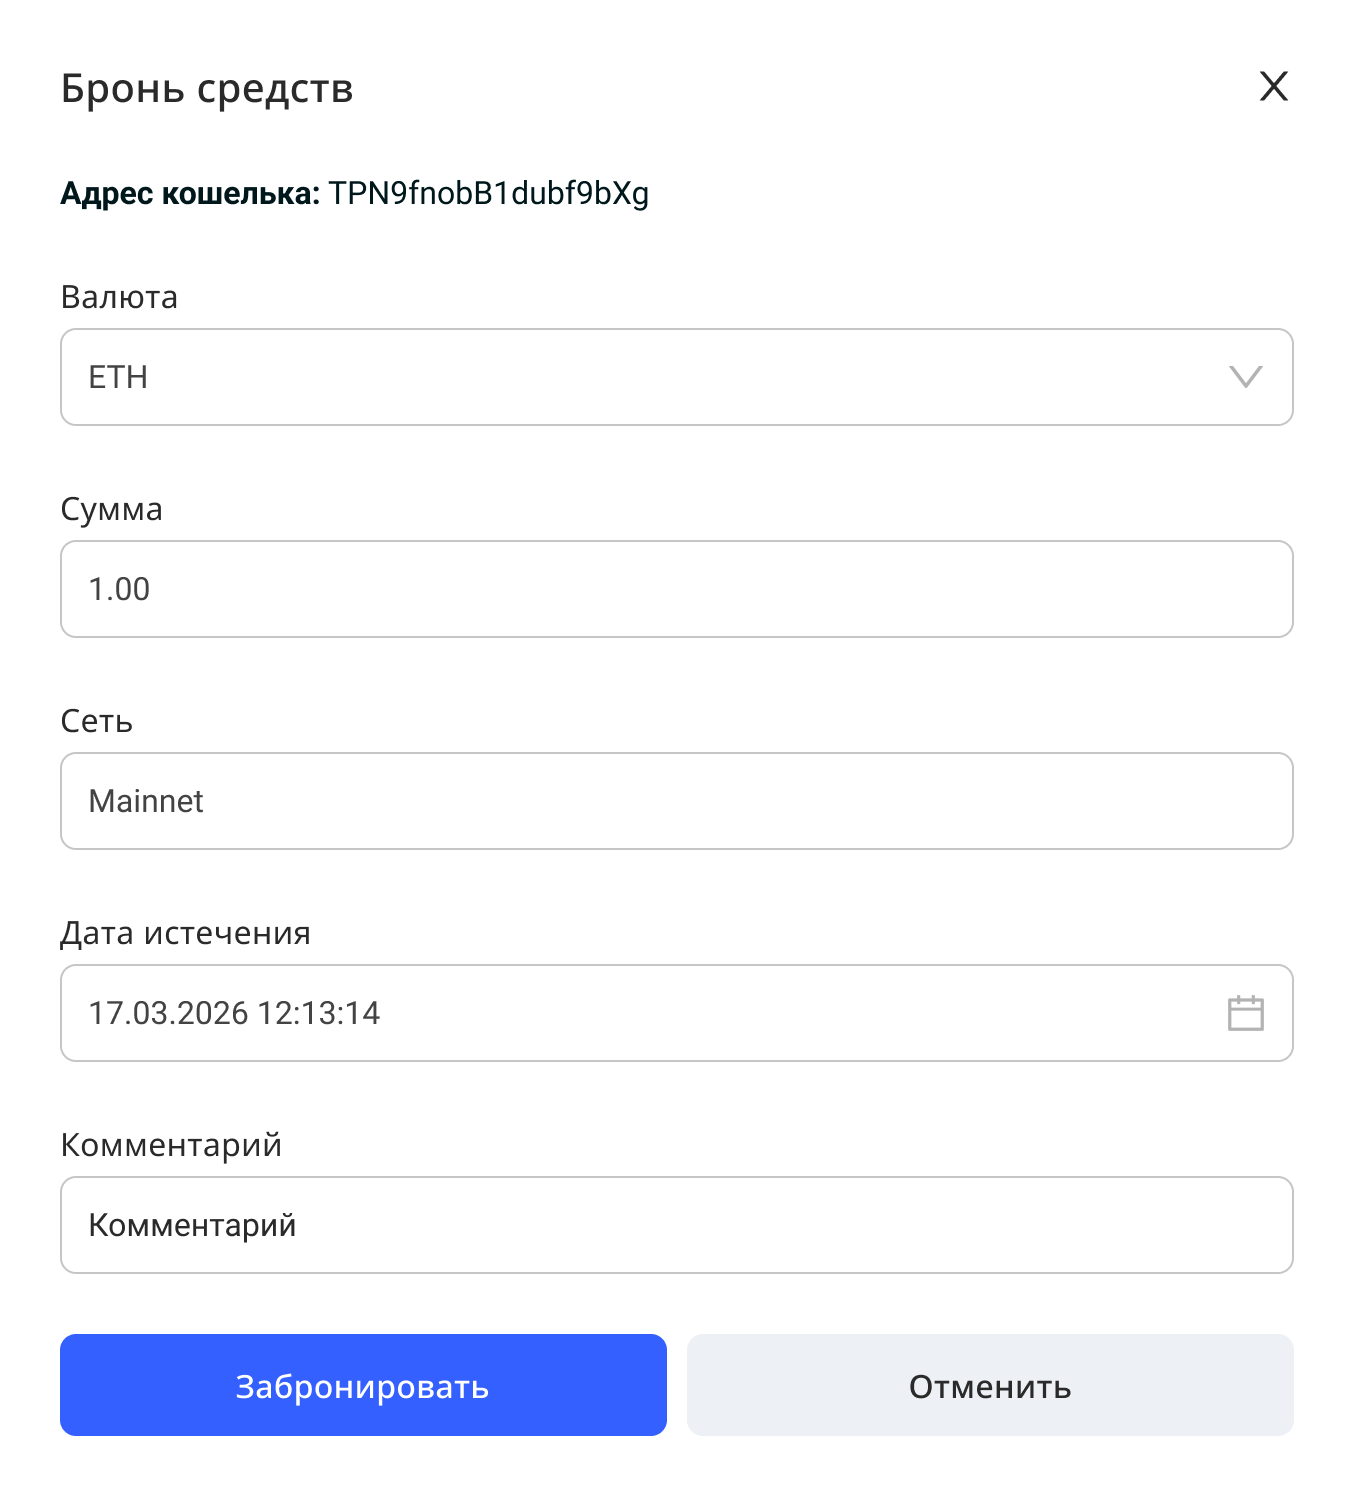 Бронь средств
Адрес кошелька: TPN9fnobB1dubf9bXg
Валюта
ETH
Сумма
1.00
Сеть
Mainnet
Дата истечения
17.03.2026 12:13:14
Комментарий
Комментарий
Забронировать
Отменить